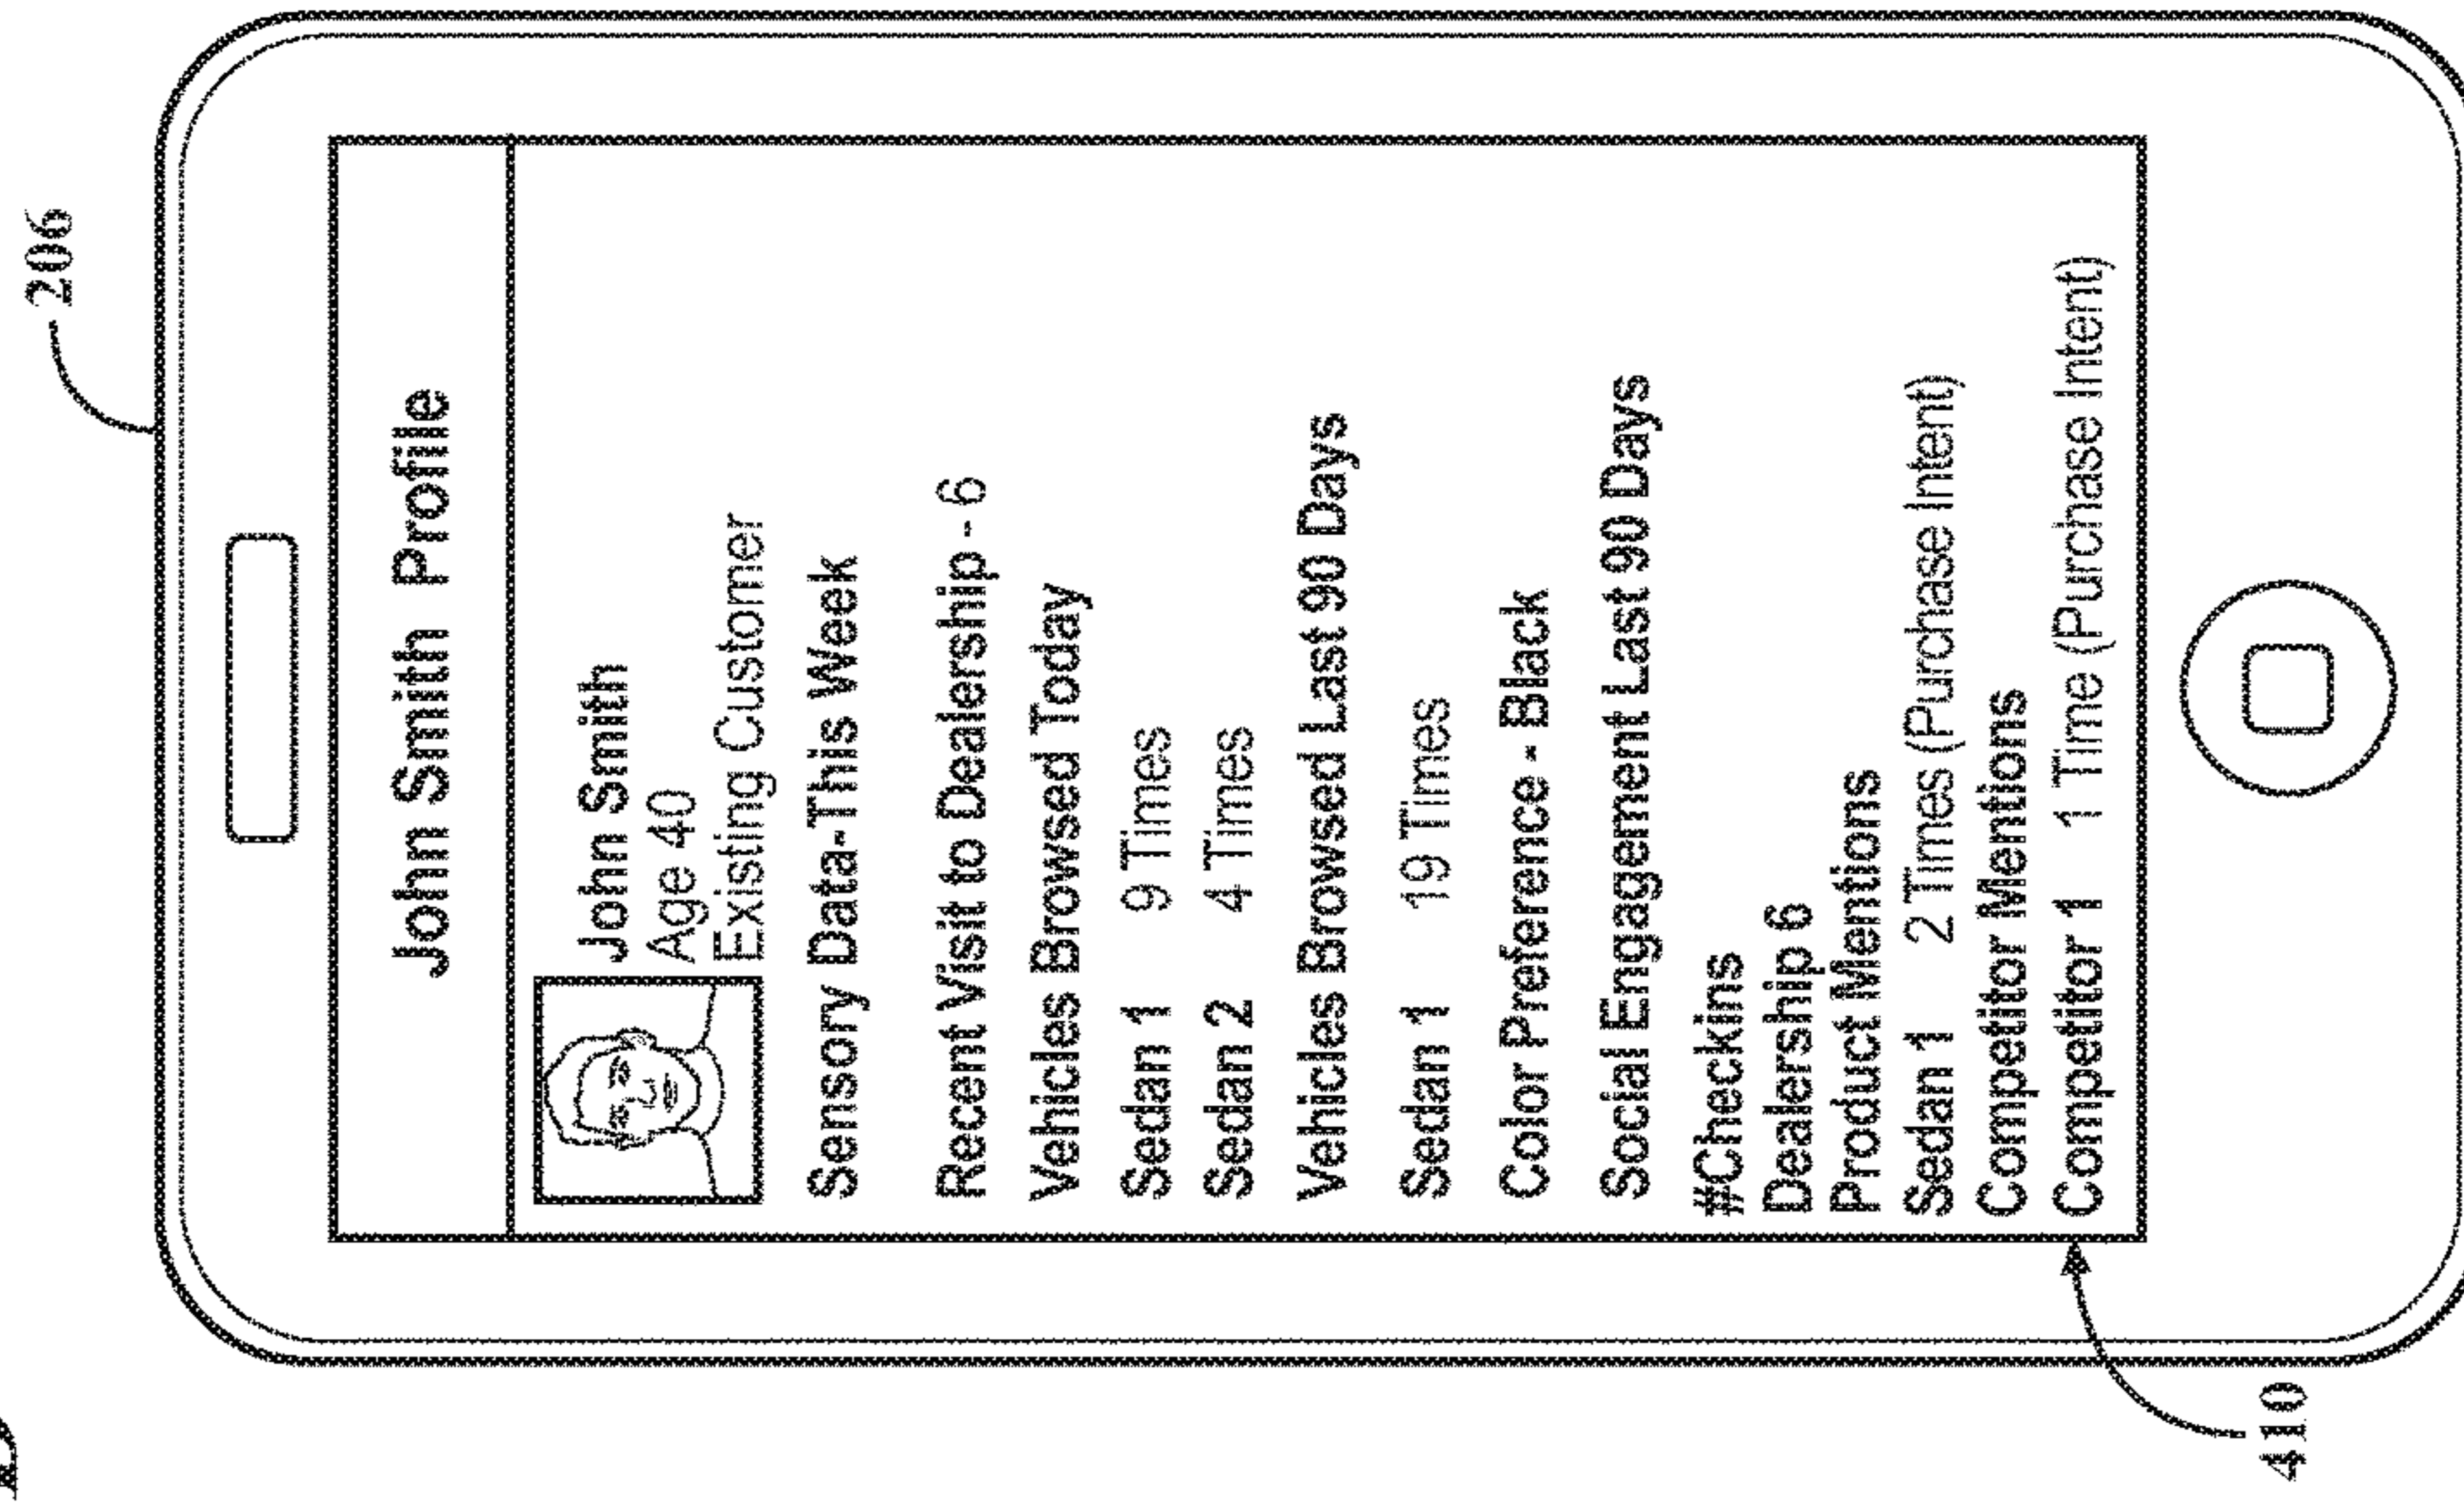 206
John Smith Profile
John Smith
Age 40
Existing Customer
Sensory Data-This Week
Recent Visit to Dealership - 6
Vehicles Browsed Today
Sedan 1 9 Times
Sedan 2 4 Times
Vehicles Browsed Last 90 Days
Sedan 1 19 Times
Color Preference - Black
Social Engagement Last 90 Days
#Checkins
Dealership 6
Product Mentions
Sedan 1 2 Times (Purchase Intent)
Competitor Mentions
Competitor 1 1 Time (Purchase Intent)
410